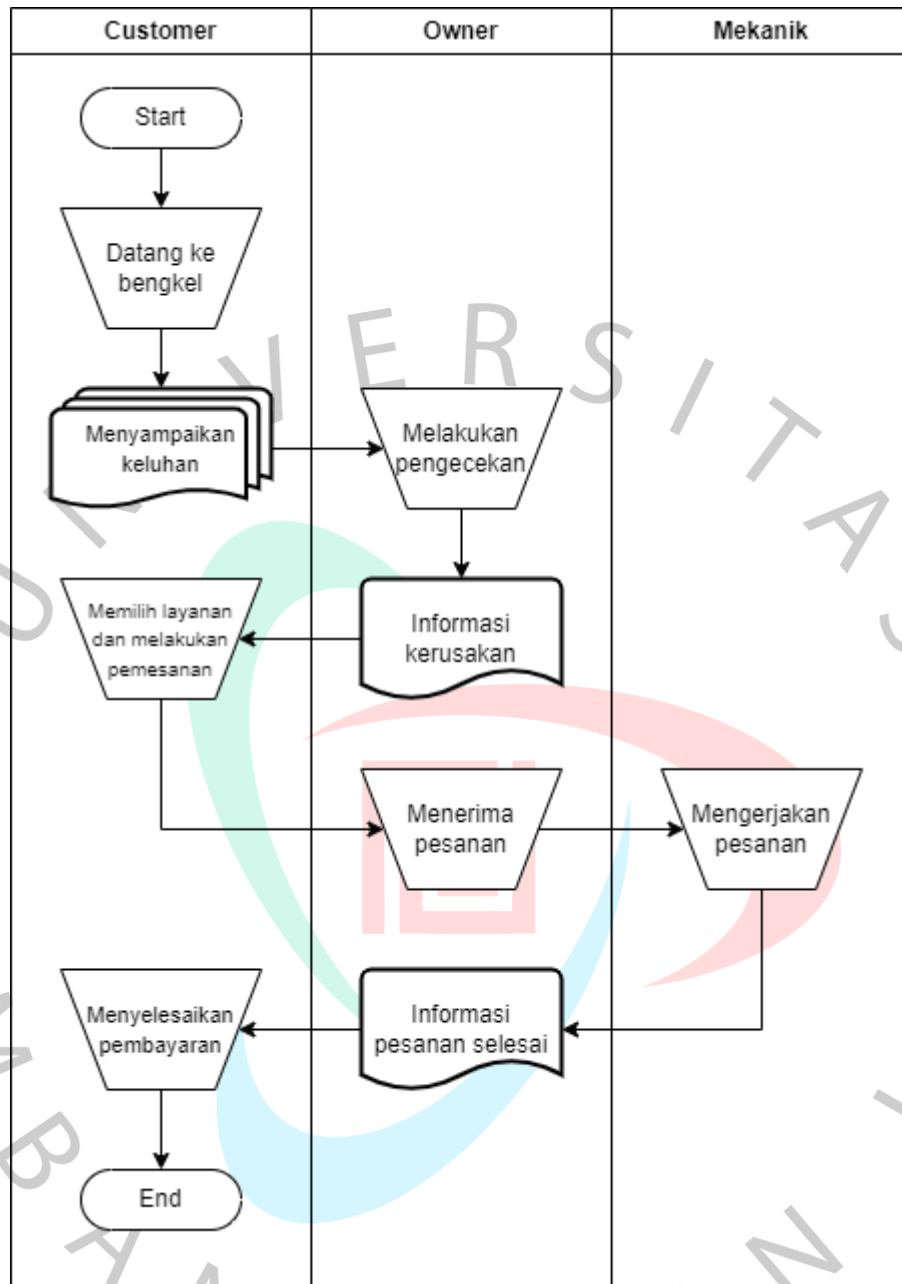 Customer
Owner
Mekanik
Start
Datang ke
bengkel
Menyampaikan
keluhan
Melakukan
pengecekan
Informasi
kerusakan
Memilih layanan
dan melakukan
pemesanan
Menerima
pesanan
Mengerjakan
pesanan
Informasi
pesanan selesai
Menyelesaikan
pembayaran
End